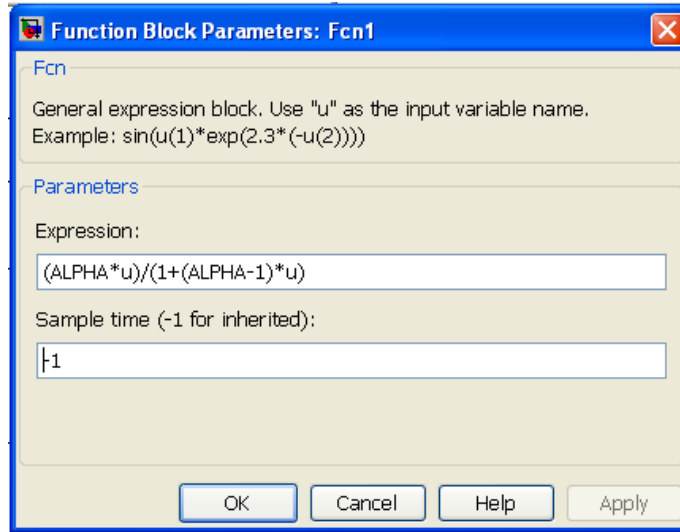 Function Block Parameters: Fcn1
Fcn
General expression block. Use "u" as the input variable name.
Example: sin(u(1)*exp(2.3*(-u(2))))
Parameters
Expression:
(ALPHA*u)/(1+(ALPHA-1)*u)
Sample time (-1 for inherited):
-1
OK Cancel Help Apply